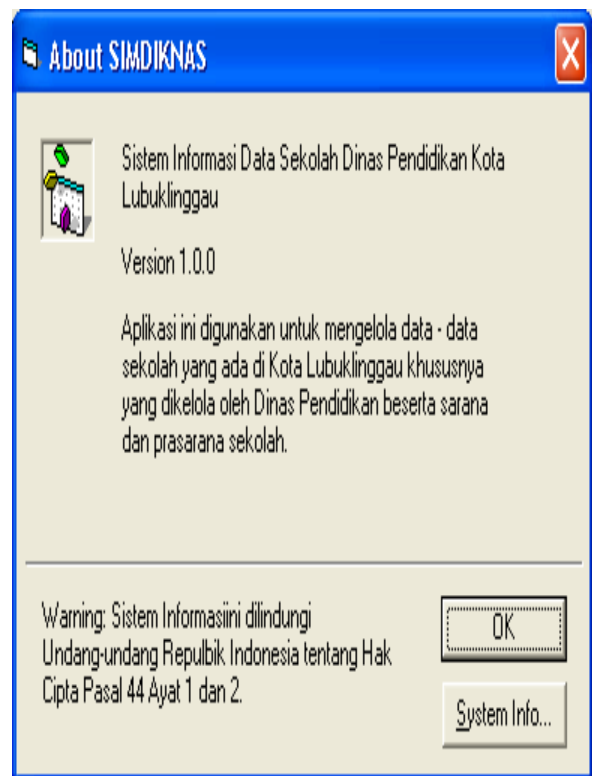 About SIMDIKNAS
Sistem Informasi Data Sekolah Dinas Pendidikan Kota
Lubuklinggau
Version 1.0.0
Aplikasi ini digunakan untuk mengelola data - data
sekolah yang ada di Kota Lubuklinggau khususnya
yang dikelola oleh Dinas Pendidikan beserta sarana
dan prasarana sekolah.
Warning: Sistem Informasiini dilindungi
Undang-undang Repulbik Indonesia tentang Hak
Cipta Pasal 44 Ayat 1 dan 2.
OK
System Info...